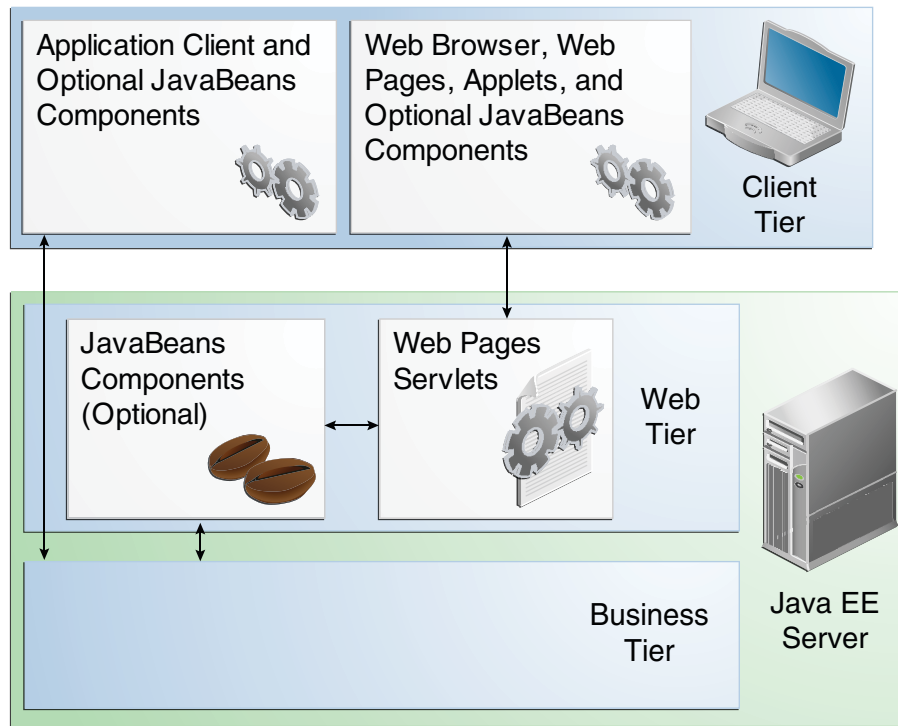 Application Client and
Optional JavaBeans
Components
Web Browser, Web
Pages, Applets, and
Optional JavaBeans
Components
Client
Tier
JavaBeans
Components
(Optional)
Web Pages
Servlets
Web
Tier
Business
Tier
Java EE
Server